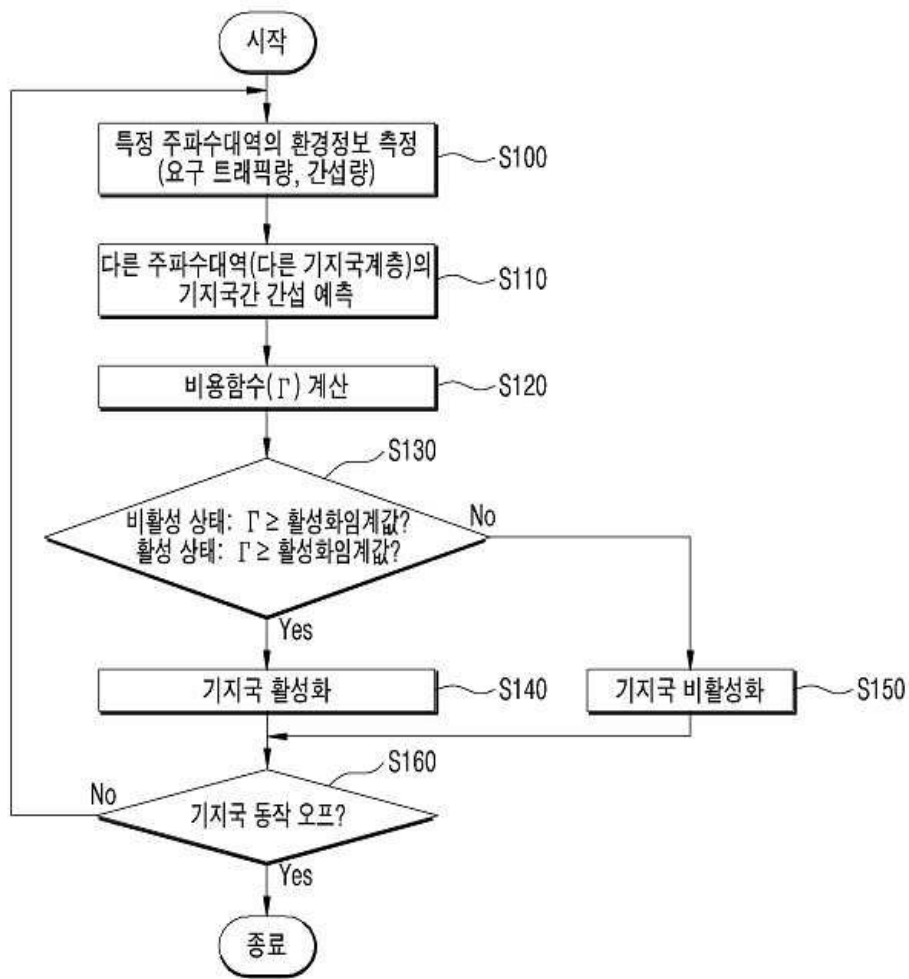 시작
특정 주파수대역의 환경정보 측정
(요구 트래픽량, 간섭량)
S100
다른 주파수대역(다른 기지국계층)의
기지국간 간섭 예측
S110
비용함수(Γ) 계산
S120
S130
비활성 상태: Γ ≥ 활성화임계값?
활성 상태: Γ ≥ 활성화임계값?
No
Yes
기지국 활성화
S140
기지국 비활성화
S150
S160
No
기지국 동작 오프?
Yes
종료